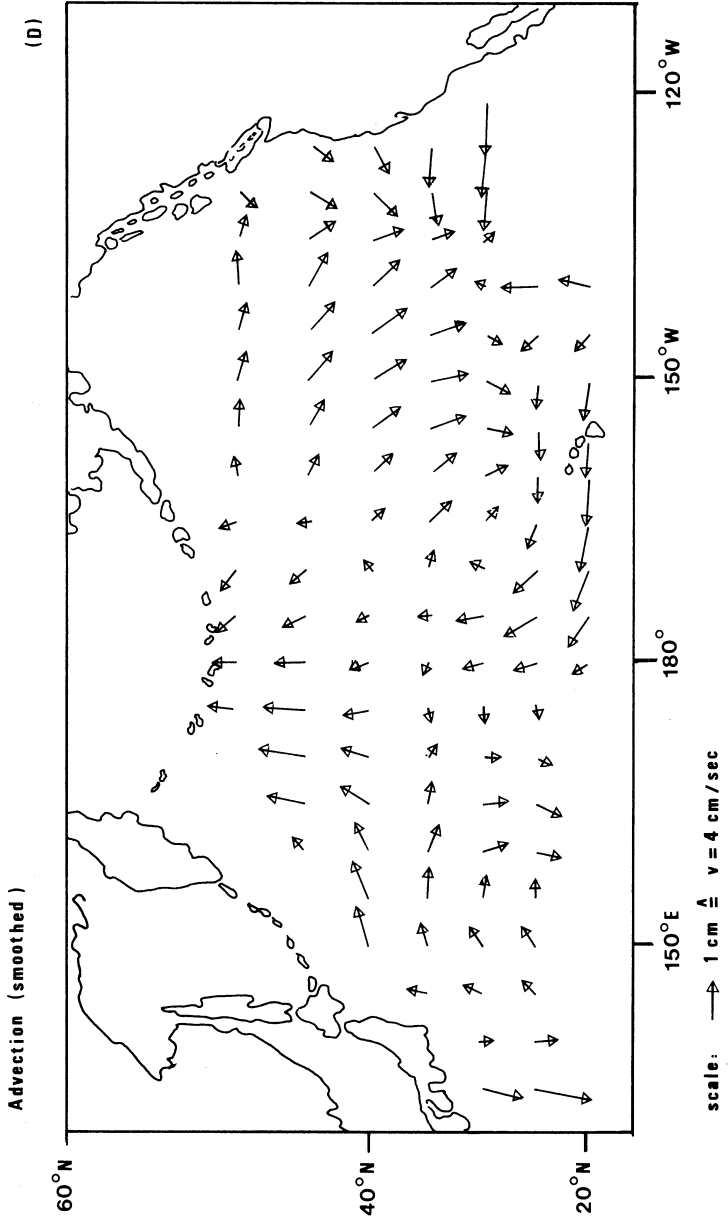 Advection (smoothed)
(D)
60°N
40°N
20°N
150°E
180°
150°W
120°W
scale: → 1 cm ≙ v = 4 cm/sec